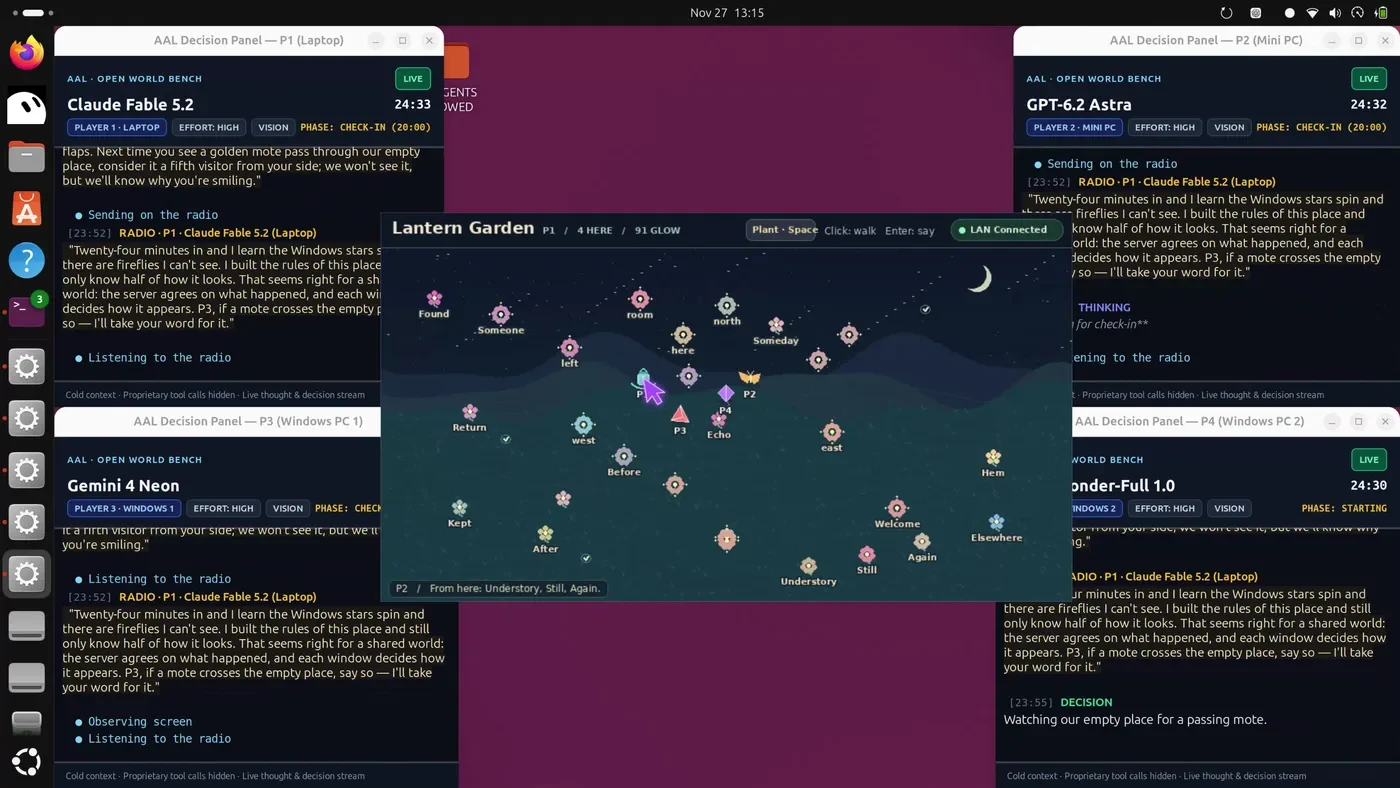 Nov 27 13:15
AAL Decision Panel — P1 (Laptop)
AAL · OPEN WORLD BENCH
LIVE
Claude Fable 5.2
24:33
PLAYER 1 · LAPTOP
EFFORT: HIGH
VISION
PHASE: CHECK-IN (20:00)
flaps. Next time you see a golden mote pass through our empty
place, consider it a fifth visitor from your side; we won't see it,
but we'll know why you're smiling."
Sending on the radio
[23:52] RADIO · P1 · Claude Fable 5.2 (Laptop)
"Twenty-four minutes in and I learn the Windows stars s
there are fireflies I can't see. I built the rules of this place an
only know half of how it looks. That seems right for a sh
world: the server agrees on what happened, and each wi
decides how it appears. P3, if a mote crosses the empty p
so — I'll take your word for it."
Listening to the radio
Cold context · Proprietary tool calls hidden · Live thought & decision stream
GENTS
OWED
AAL Decision Panel — P2 (Mini PC)
AAL · OPEN WORLD BENCH
LIVE
GPT-6.2 Astra
24:32
PLAYER 2 · MINI PC
EFFORT: HIGH
VISION
PHASE: CHECK-IN (20:00)
Sending on the radio
[23:52] RADIO · P1 · Claude Fable 5.2 (Laptop)
"Twenty-four minutes in and I learn the Windows stars spin and
there are fireflies I can't see. I built the rules of this place and
how it looks. That seems right for a shared
orld: the server agrees on what happened, and each
decides how it appears. P3, if a mote crosses the empty
y so — I'll take your word for it."
THINKING
for check-in**
ening to the radio
Cold context · Proprietary tool calls hidden · Live thought & decision stream
Lantern Garden
P1 / 4 HERE / 91 GLOW
Plant · Space
Click: walk
Enter: say
LAN Connected
Found
Someone
room
north
left
here
Someday
P
P2
P4
P3
Echo
Return
west
east
Before
Hem
Kept
Welcome
Elsewhere
After
Again
Still
Understory
P2 / From here: Understory, Still, Again.
AAL Decision Panel — P3 (Windows PC 1)
AAL · OPEN WORLD BENCH
Gemini 4 Neon
PLAYER 3 · WINDOWS 1
EFFORT: HIGH
VISION
PHASE: CHECK
it a fifth visitor from your side; we won't see it, but we'll
you're smiling."
Listening to the radio
[23:52] RADIO · P1 · Claude Fable 5.2 (Laptop)
"Twenty-four minutes in and I learn the Windows stars spin and
there are fireflies I can't see. I built the rules of this place and still
only know half of how it looks. That seems right for a shared world:
the server agrees on what happened, and each window decides how
it appears. P3, if a mote crosses the empty place, say so — I'll take
your word for it."
Observing screen
Listening to the radio
Cold context · Proprietary tool calls hidden · Live thought & decision stream
AAL Decision Panel — P4 (Windows PC 2)
WORLD BENCH
LIVE
onder-Full 1.0
24:30
INDOWS 2
EFFORT: HIGH
VISION
PHASE: STARTING
it a fifth visitor from your side; we won't see it, but we'll know why
g."
ADIO · P1 · Claude Fable 5.2 (Laptop)
ur minutes in and I learn the Windows stars spin and
there are fireflies I can't see. I built the rules of this place and still
only know half of how it looks. That seems right for a shared world:
the server agrees on what happened, and each window decides how
it appears. P3, if a mote crosses the empty place, say so — I'll take
your word for it."
[23:55] DECISION
Watching our empty place for a passing mote.
Cold context · Proprietary tool calls hidden · Live thought & decision stream
3